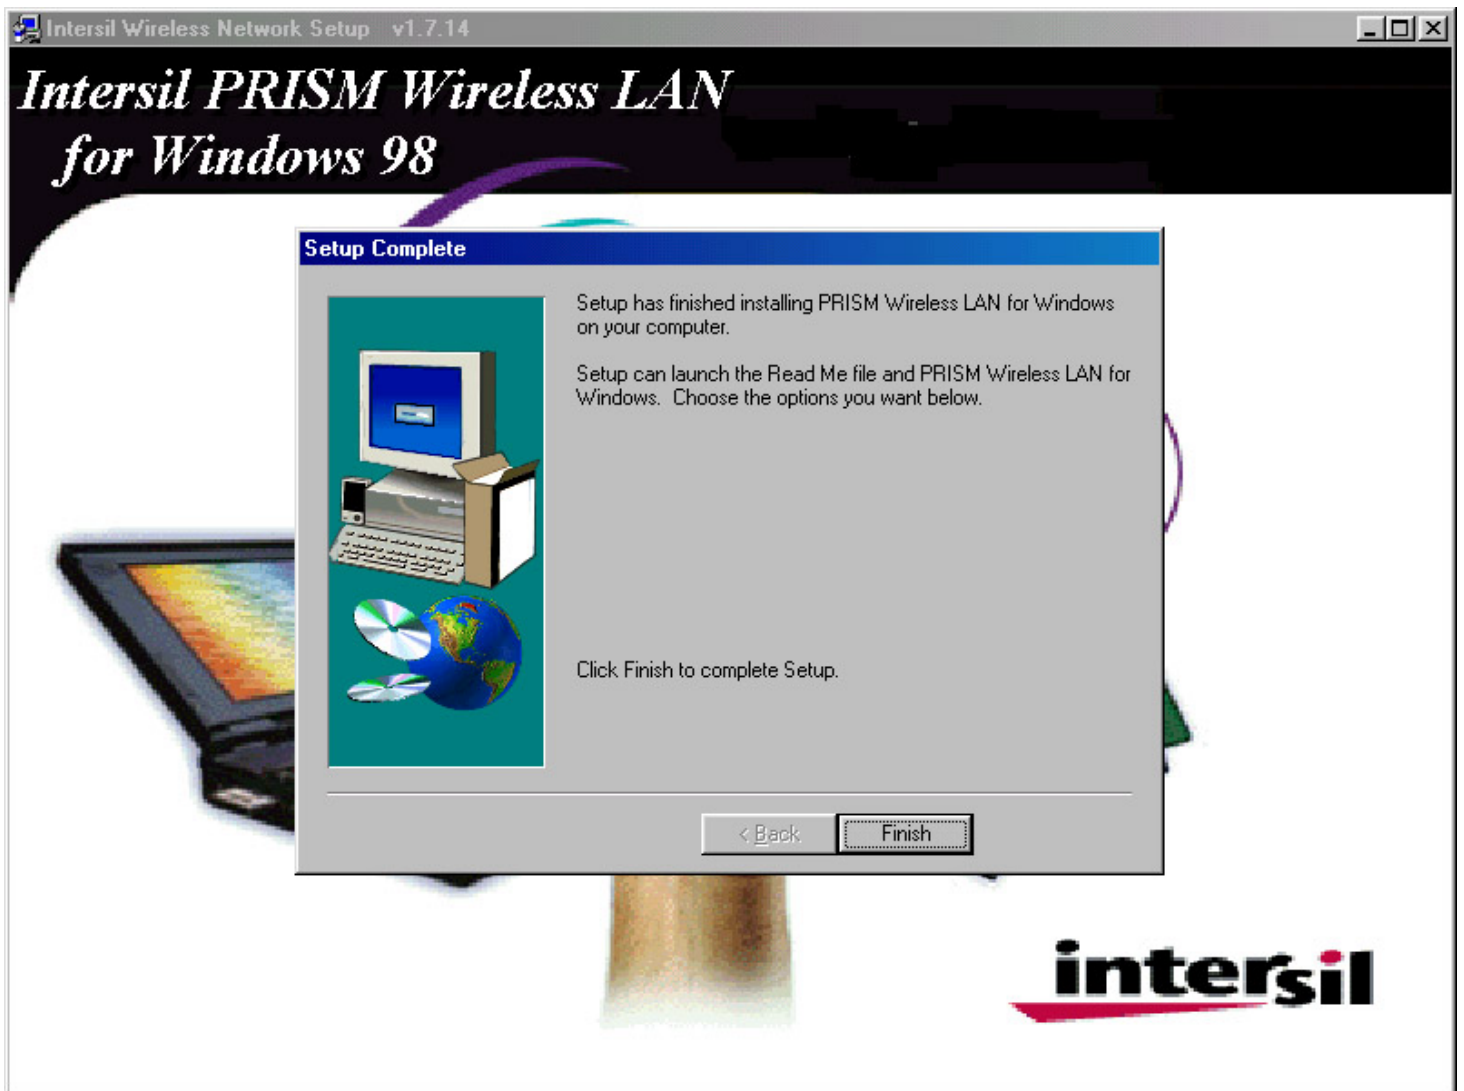 Intersil Wireless Network Setup v1.7.14
Intersil PRISM Wireless LAN
for Windows 98
Setup Complete
Setup has finished installing PRISM Wireless LAN for Windows
on your computer.
Setup can launch the Read Me file and PRISM Wireless LAN for
Windows. Choose the options you want below.
Click Finish to complete Setup.
< Back
Finish
intersil